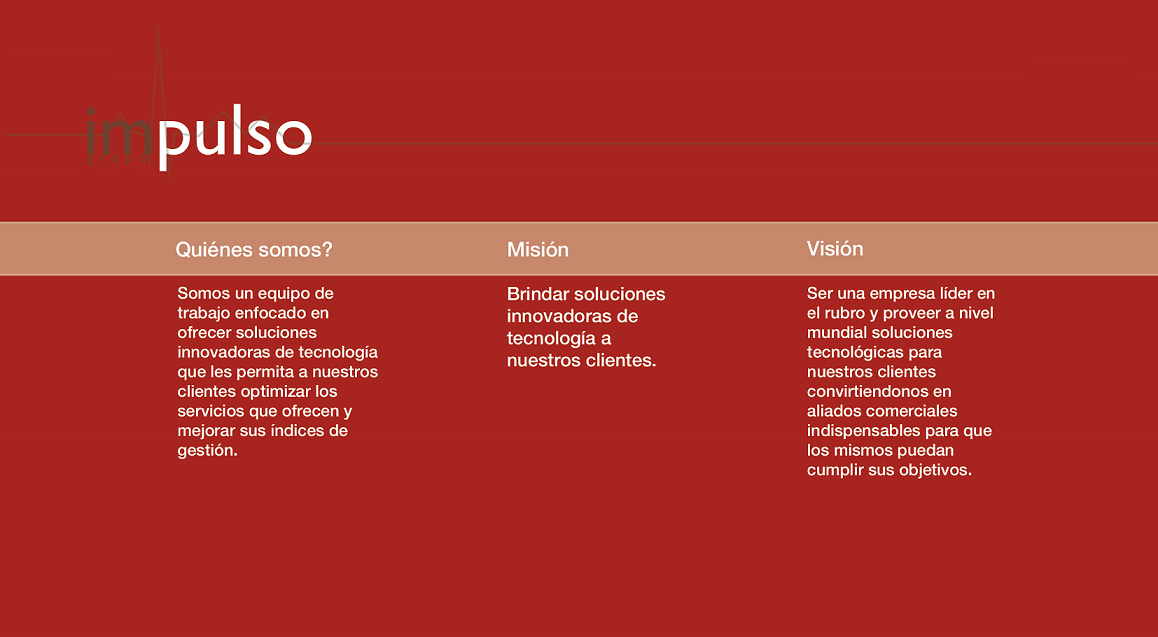 impulso
Quiénes somos?
Somos un equipo de
trabajo enfocado en
ofrecer soluciones
innovadoras de tecnología
que les permita a nuestros
clientes optimizar los
servicios que ofrecen y
mejorar sus índices de
gestión.
Misión
Brindar soluciones
innovadoras de
tecnología a
nuestros clientes.
Visión
Ser una empresa líder en
el rubro y proveer a nivel
mundial soluciones
tecnológicas para
nuestros clientes
convirtiendonos en
aliados comerciales
indispensables para que
los mismos puedan
cumplir sus objetivos.